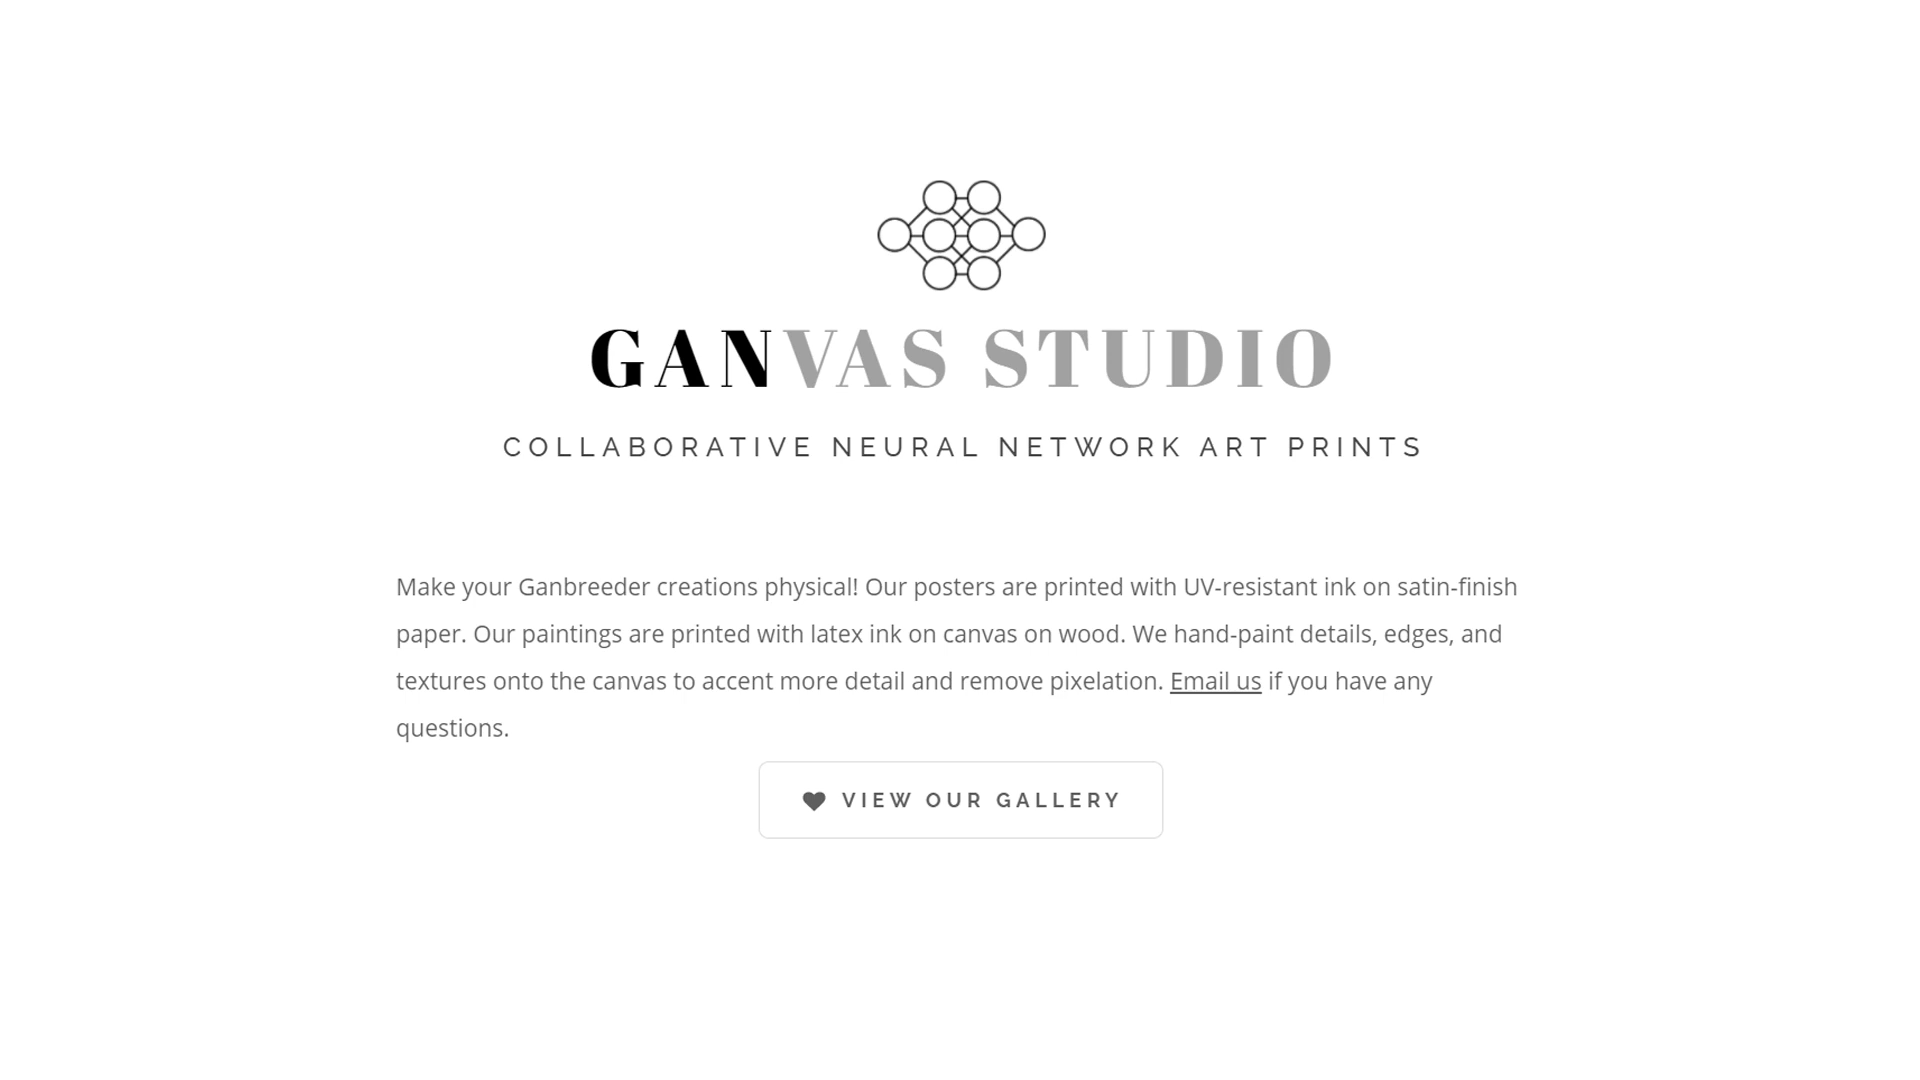 GANVAS STUDIO
COLLABORATIVE NEURAL NETWORK ART PRINTS
Make your Ganbreeder creations physical! Our posters are printed with UV-resistant ink on satin-finish
paper. Our paintings are printed with latex ink on canvas on wood. We hand-paint details, edges, and
textures onto the canvas to accent more detail and remove pixelation. Email us if you have any
questions.
VIEW OUR GALLERY